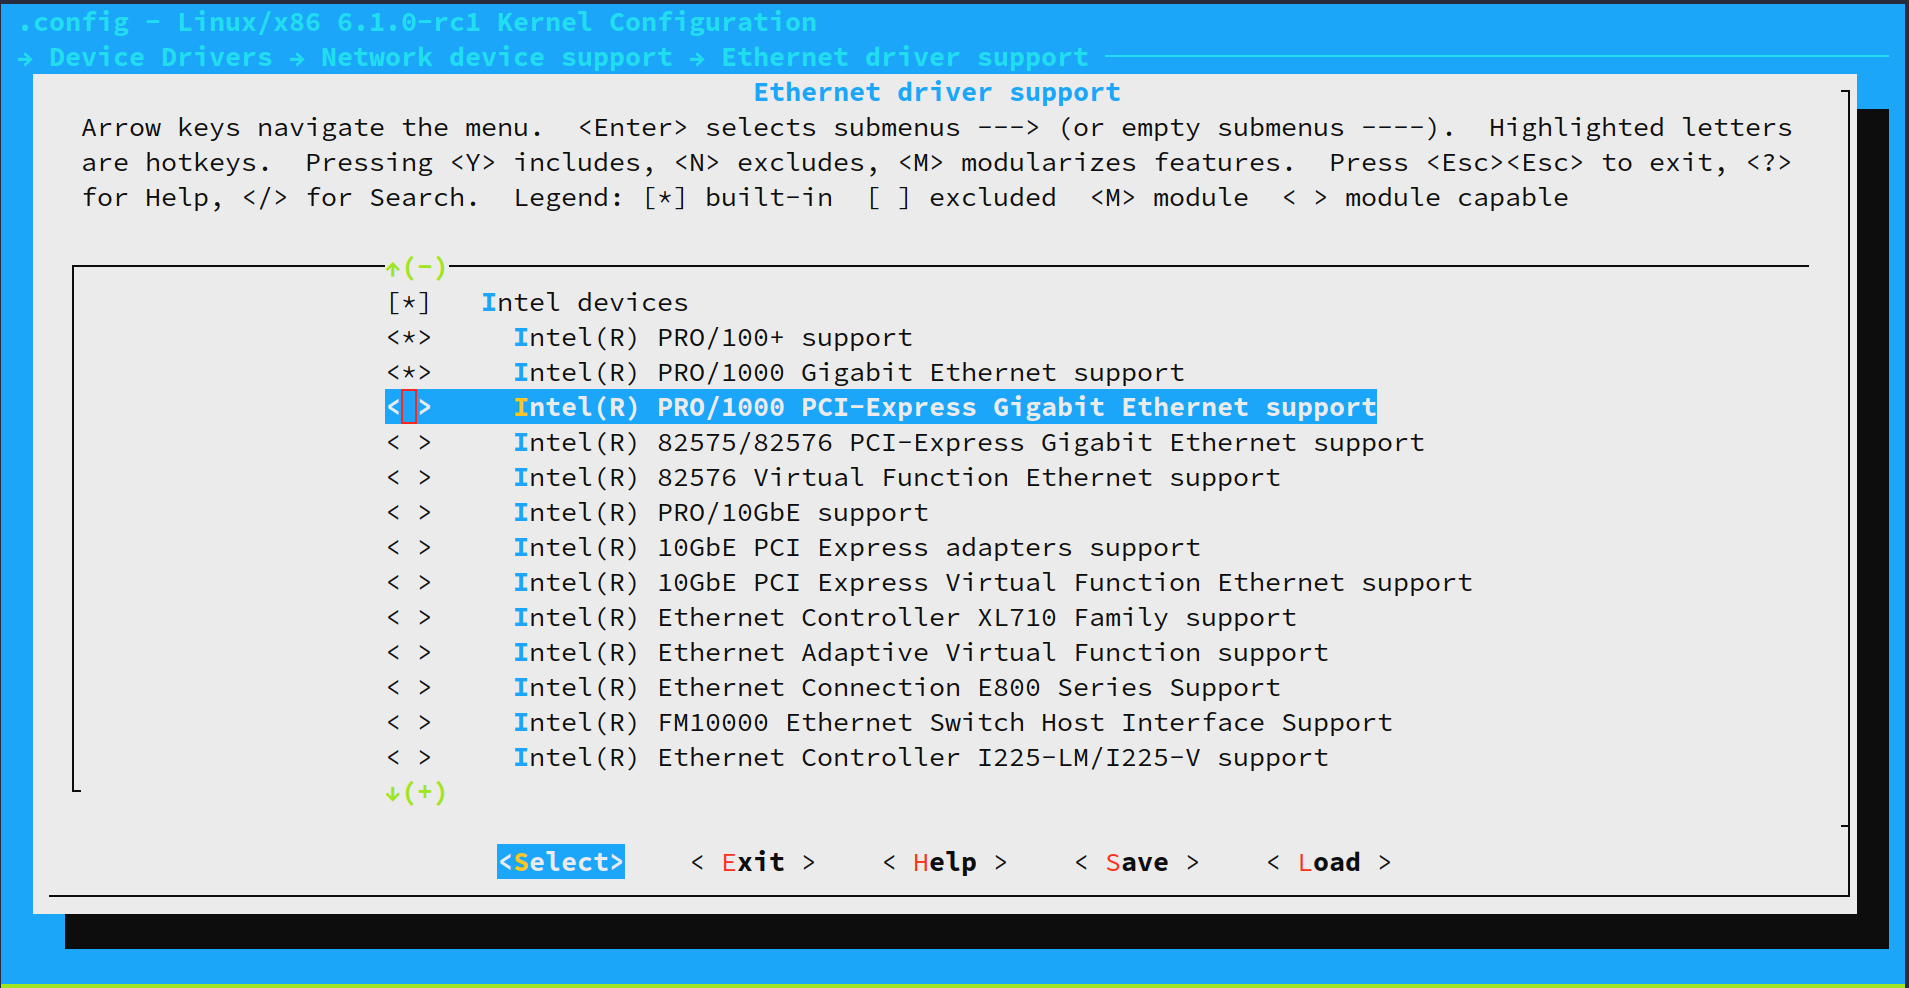 .config - Linux/x86 6.1.0-rc1 Kernel Configuration
→ Device Drivers → Network device support → Ethernet driver support
Ethernet driver support
Arrow keys navigate the menu.  <Enter> selects submenus ---> (or empty submenus ----).  Highlighted letters
are hotkeys.  Pressing <Y> includes, <N> excludes, <M> modularizes features.  Press <Esc><Esc> to exit, <?>
for Help, </> for Search.  Legend: [*] built-in  [ ] excluded  <M> module  < > module capable
↑(-)
[*]   Intel devices
<*>     Intel(R) PRO/100+ support
<*>     Intel(R) PRO/1000 Gigabit Ethernet support
< >     Intel(R) PRO/1000 PCI-Express Gigabit Ethernet support
< >     Intel(R) 82575/82576 PCI-Express Gigabit Ethernet support
< >     Intel(R) 82576 Virtual Function Ethernet support
< >     Intel(R) PRO/10GbE support
< >     Intel(R) 10GbE PCI Express adapters support
< >     Intel(R) 10GbE PCI Express Virtual Function Ethernet support
< >     Intel(R) Ethernet Controller XL710 Family support
< >     Intel(R) Ethernet Adaptive Virtual Function support
< >     Intel(R) Ethernet Connection E800 Series Support
< >     Intel(R) FM10000 Ethernet Switch Host Interface Support
< >     Intel(R) Ethernet Controller I225-LM/I225-V support
↓(+)
<Select>    < Exit >    < Help >    < Save >    < Load >